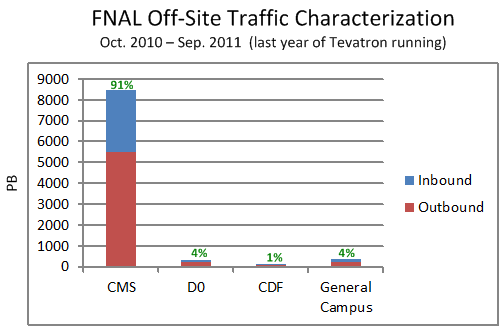 FNAL Off-Site Traffic Characterization
Oct. 2010 – Sep. 2011 (last year of Tevatron running)
9000
8000
7000
6000
5000
4000
3000
2000
1000
0
PB
91%
4%
1%
4%
CMS
D0
CDF
General
Campus
Inbound
Outbound